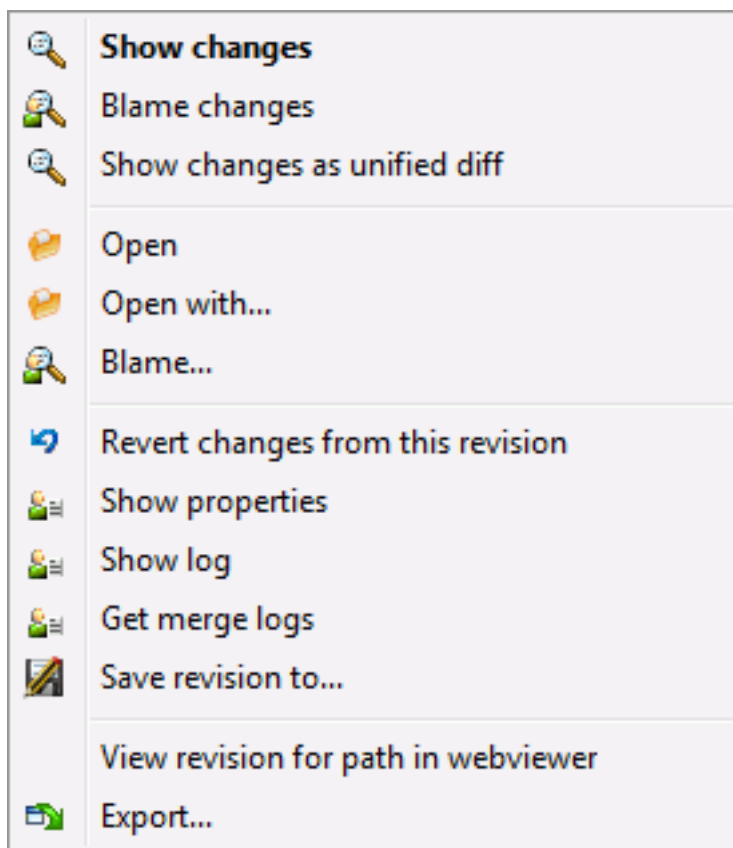 Show changes
Blame changes
Show changes as unified diff
Open
Open with...
Blame...
Revert changes from this revision
Show properties
Show log
Get merge logs
Save revision to...
View revision for path in webviewer
Export...